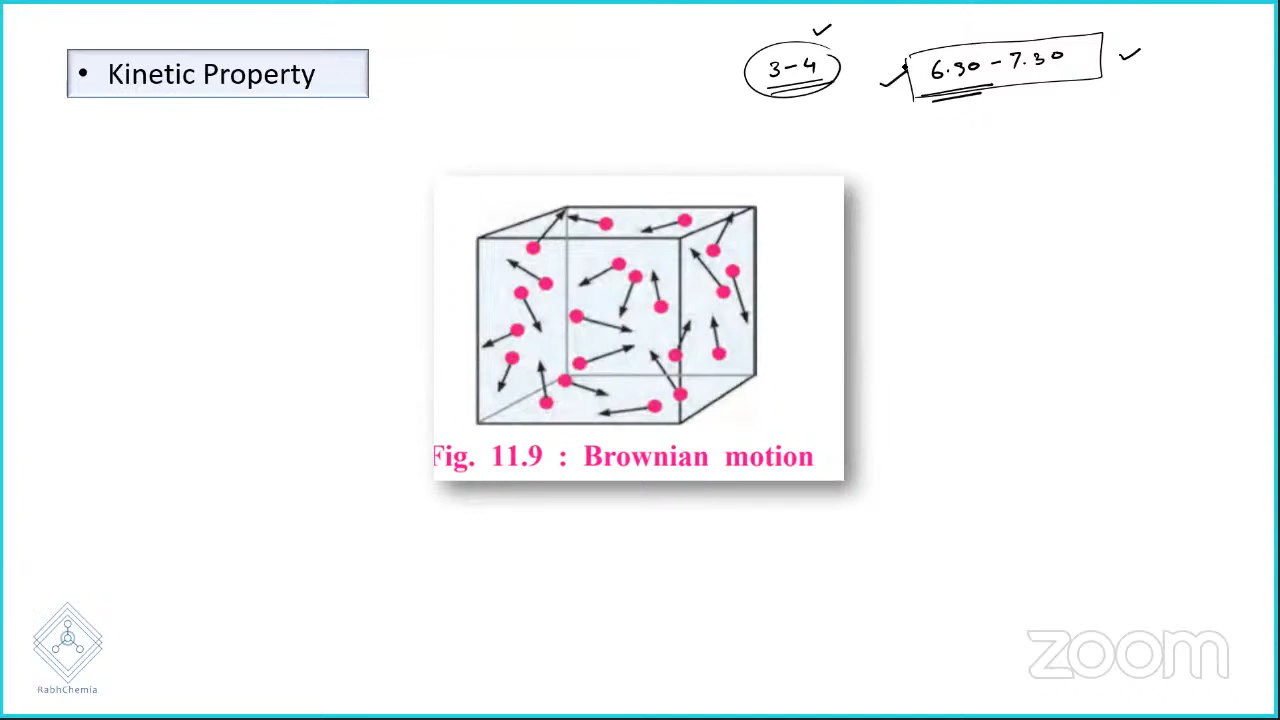 3-4 6.30-7.30
• Kinetic Property
Fig. 11.9 : Brownian motion
RabhChemia
zoom